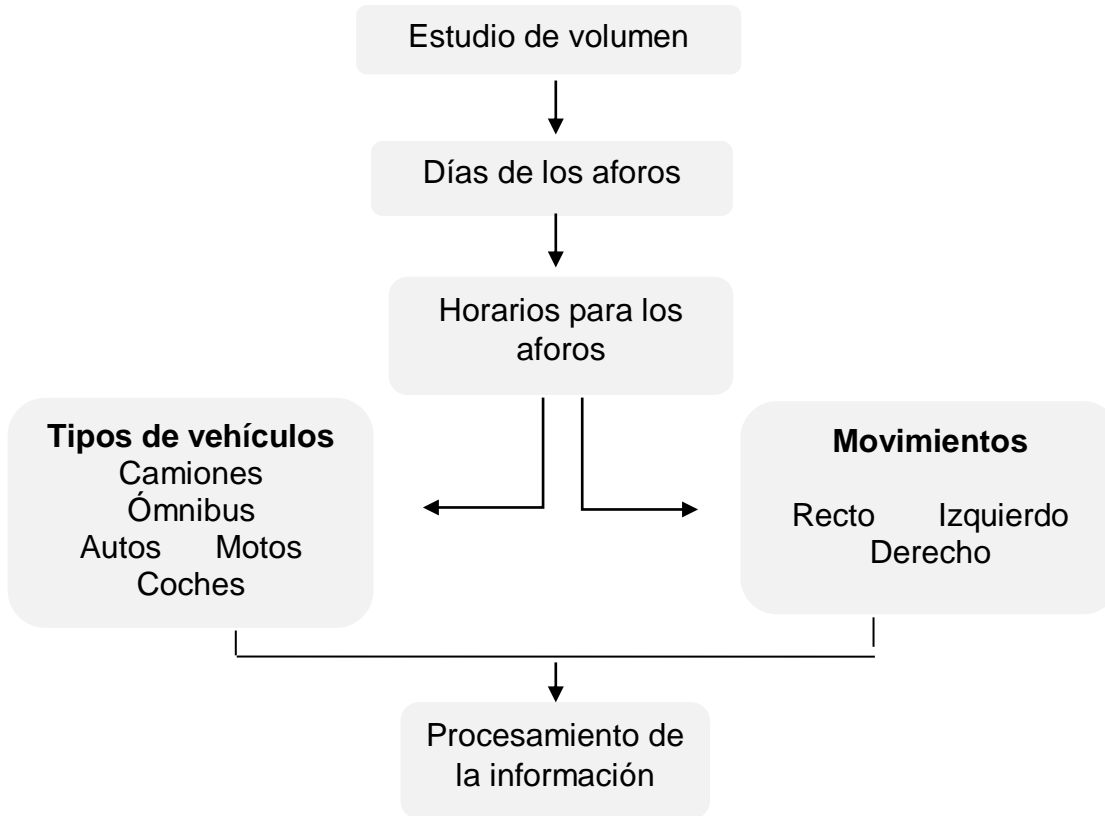 Estudio de volumen
Días de los aforos
Horarios para los
aforos
Tipos de vehículos
Camiones
Ómnibus
Autos Motos
Coches
Movimientos
Recto Izquierdo
Derecho
Procesamiento de
la información